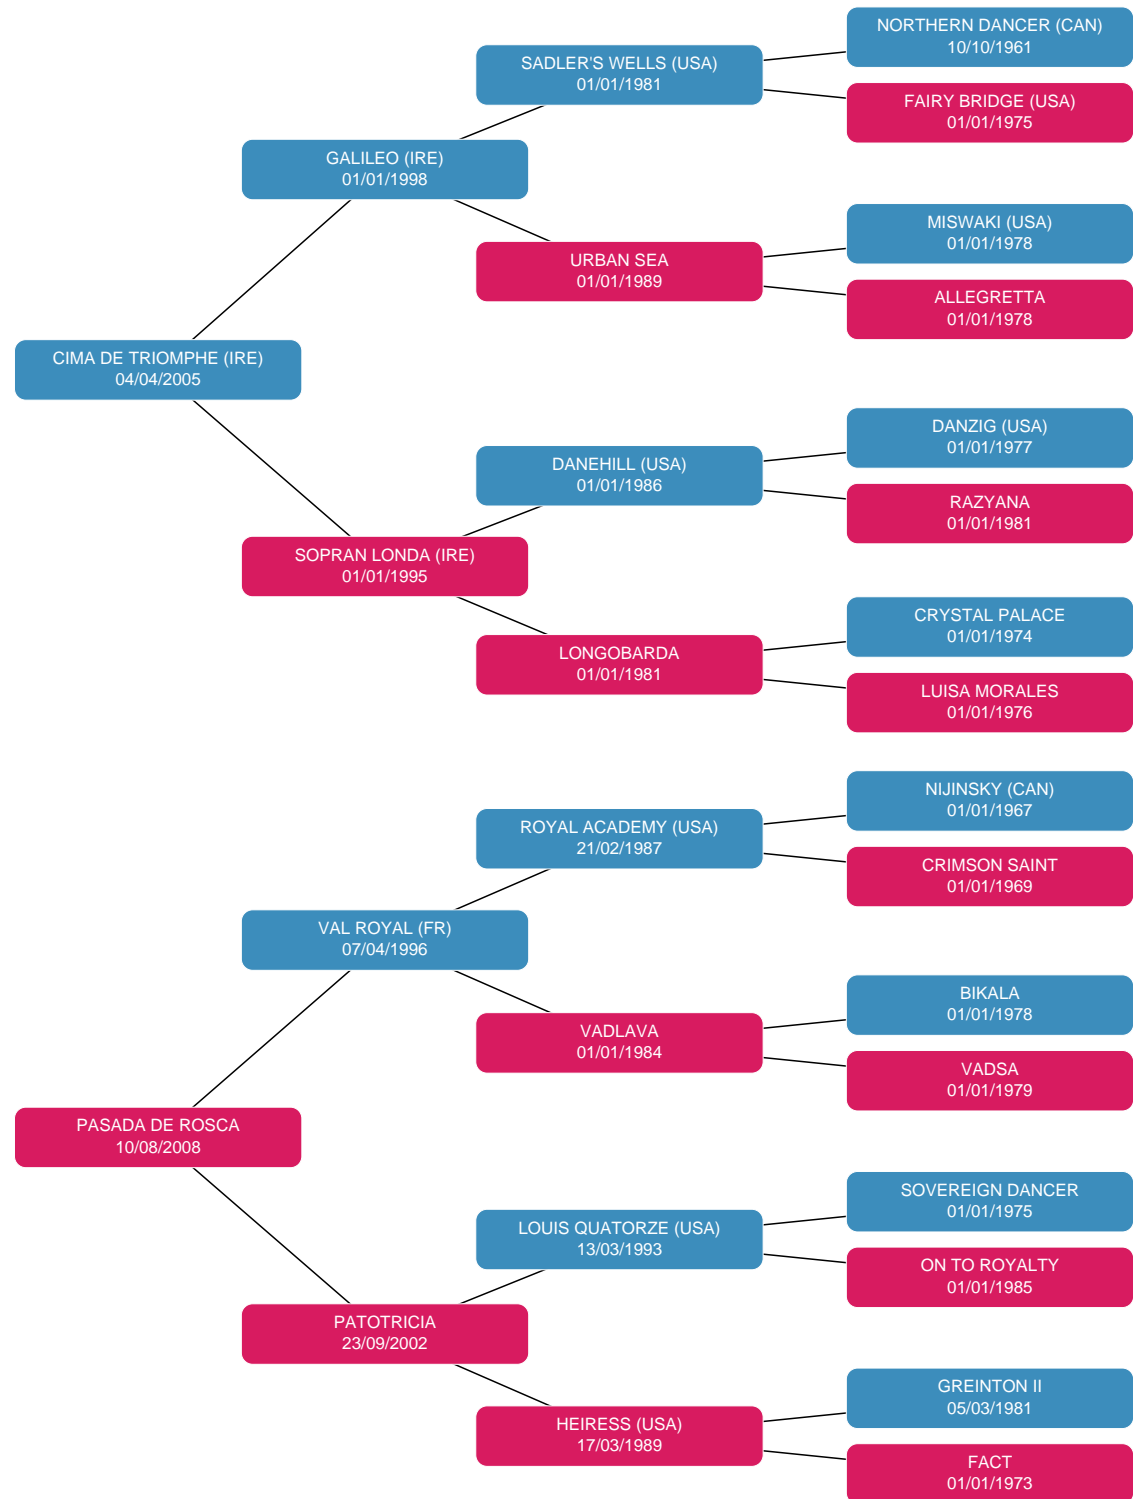 NORTHERN DANCER (CAN)
10/10/1961
SADLER'S WELLS (USA)
01/01/1981
FAIRY BRIDGE (USA)
01/01/1975
GALILEO (IRE)
01/01/1998
MISWAKI (USA)
01/01/1978
URBAN SEA
01/01/1989
ALLEGRETTA
01/01/1978
CIMA DE TRIOMPHE (IRE)
04/04/2005
DANZIG (USA)
01/01/1977
DANEHILL (USA)
01/01/1986
RAZYANA
01/01/1981
SOPRAN LONDA (IRE)
01/01/1995
CRYSTAL PALACE
01/01/1974
LONGOBARDA
01/01/1981
LUISA MORALES
01/01/1976
NIJINSKY (CAN)
01/01/1967
ROYAL ACADEMY (USA)
21/02/1987
CRIMSON SAINT
01/01/1969
VAL ROYAL (FR)
07/04/1996
BIKALA
01/01/1978
VADLAVA
01/01/1984
VADSA
01/01/1979
PASADA DE ROSCA
10/08/2008
SOVEREIGN DANCER
01/01/1975
LOUIS QUATORZE (USA)
13/03/1993
ON TO ROYALTY
01/01/1985
PATOTRICIA
23/09/2002
GREINTON II
05/03/1981
HEIRESS (USA)
17/03/1989
FACT
01/01/1973